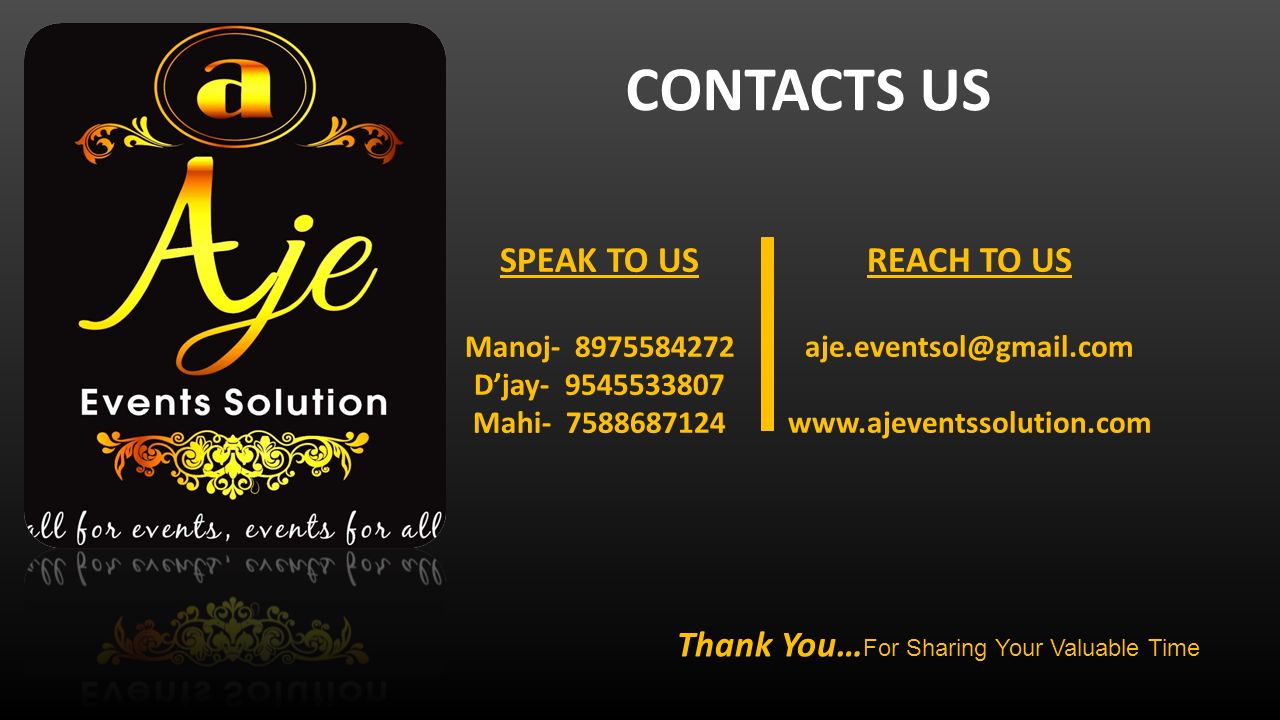 a
Aje
Events Solution
all for events, events for all
CONTACTS US
SPEAK TO US
Manoj- 8975584272
D’jay- 9545533807
Mahi- 7588687124
REACH TO US
aje.eventsol@gmail.com
www.ajeventssolution.com
Thank You…For Sharing Your Valuable Time